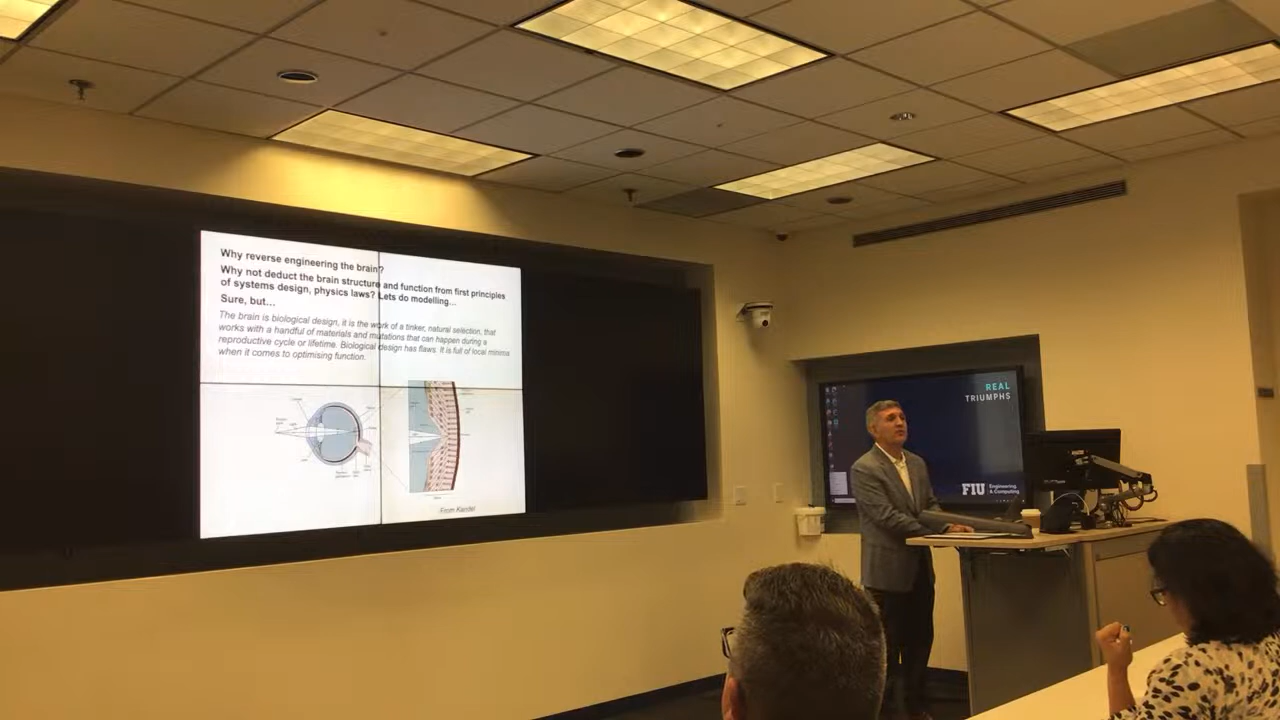 Why reverse engineering the brain?
Why not deduct the brain structure and function from first principles
of systems design, physics laws? Lets do modelling...
Sure, but...
The brain is biological design, it is the work of a tinker, natural selection, that
works with a handful of materials and mutations that can happen during a
reproductive cycle or lifetime. Biological design has flaws. It is full of local minima
when it comes to optimising function.
From Kandel
REAL
TRIUMPHS
FIU Engineering
& Computing